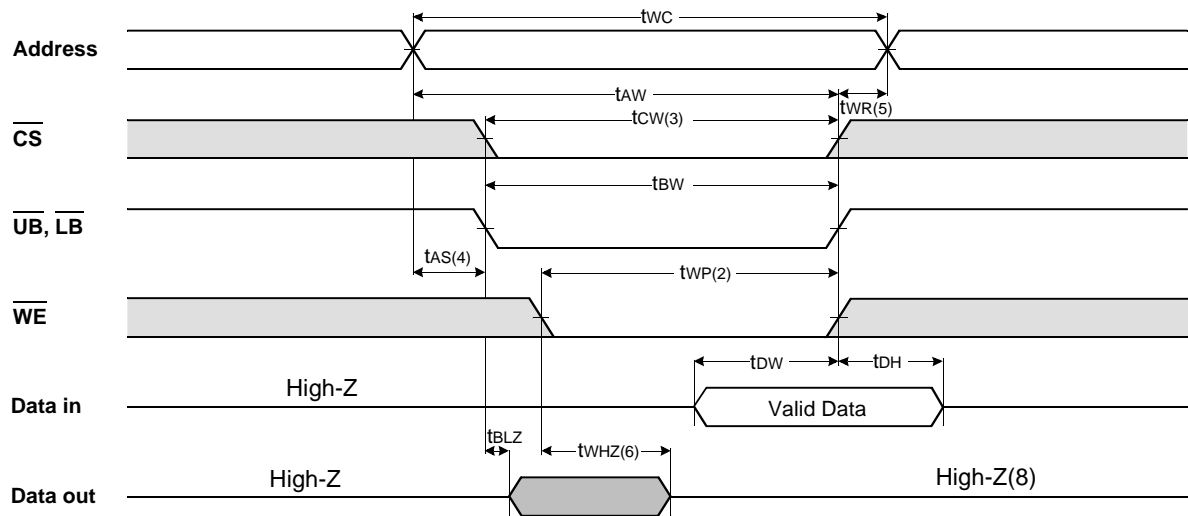 tWC
Address
tAW
tWR(5)
tCW(3)
CS
tBW
UB, LB
tAS(4)
tWP(2)
WE
tDW
tDH
High-Z
Data in
Valid Data
tBLZ
tWHZ(6)
High-Z
High-Z(8)
Data out